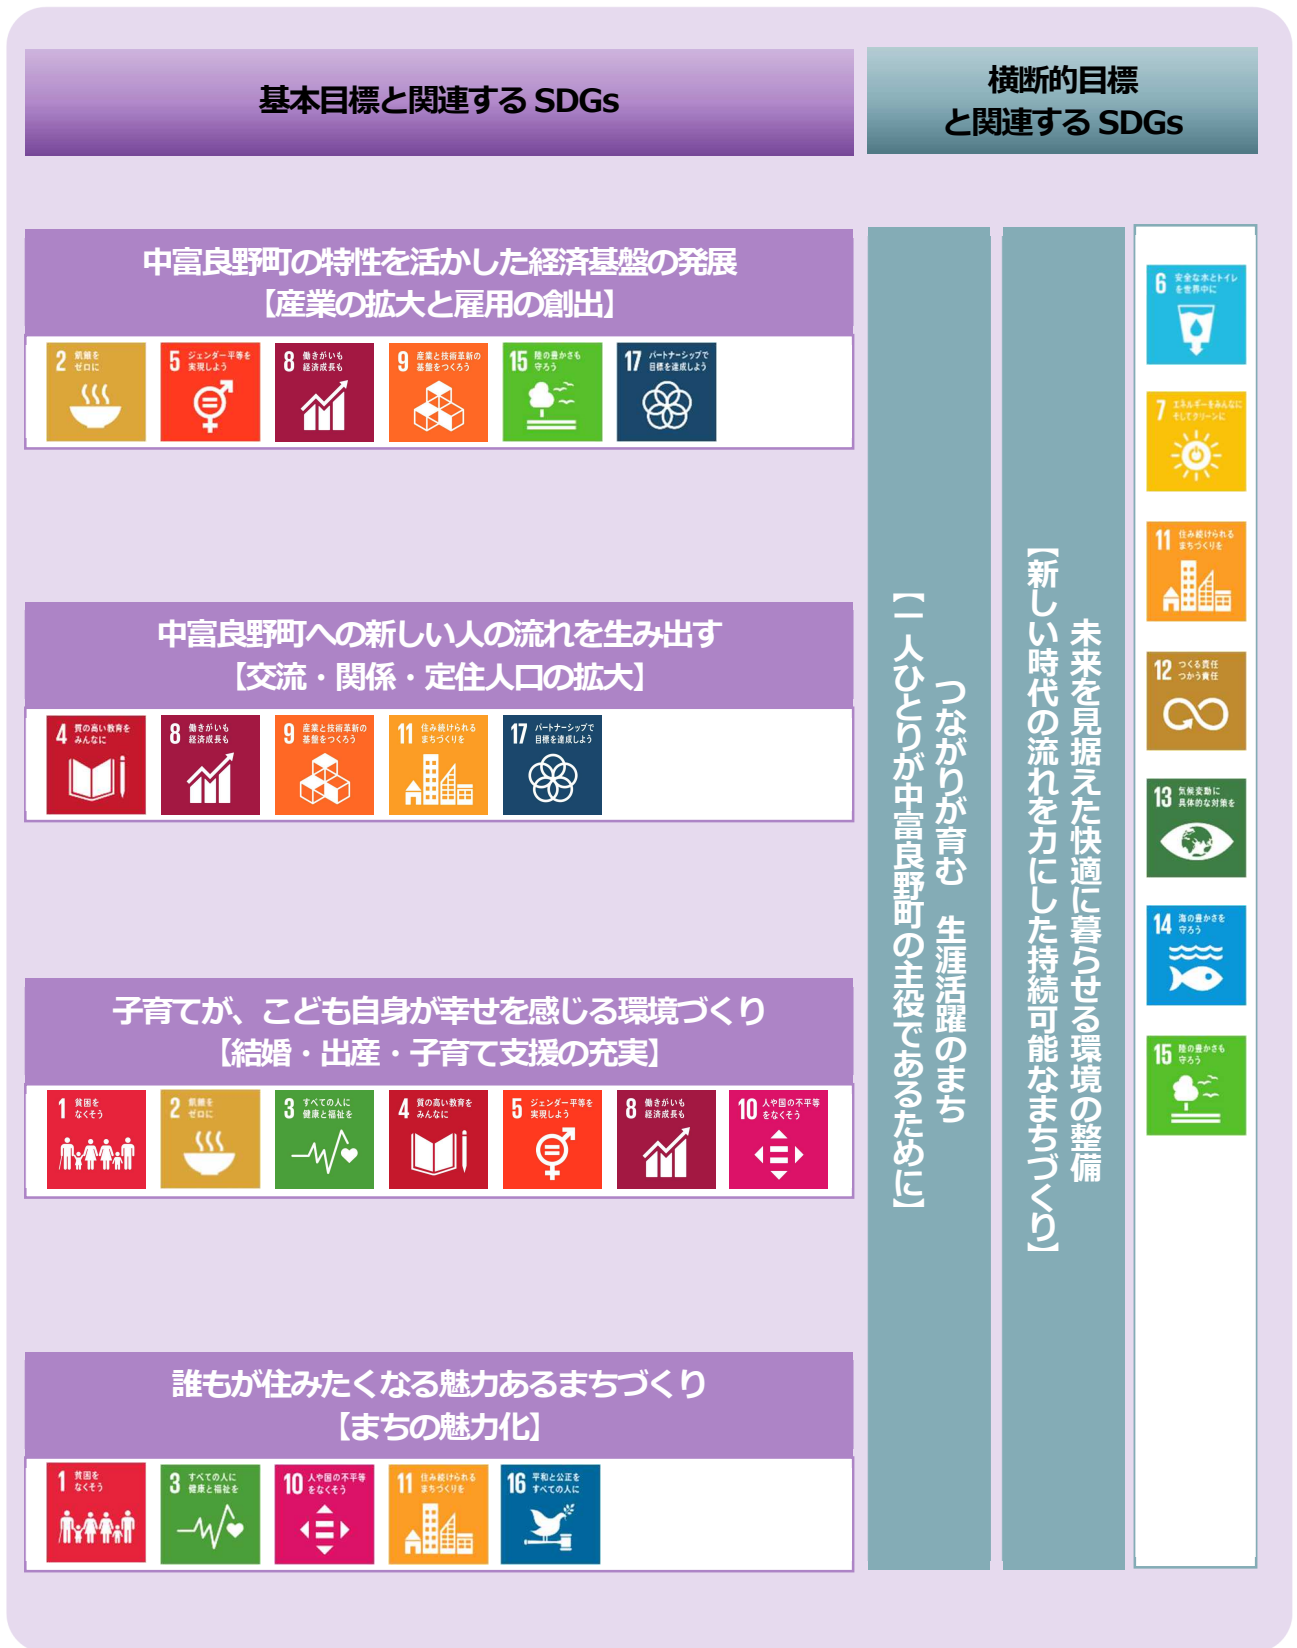 基本目標と関連する SDGs
横断的目標
と関連する SDGs
中富良野町の特性を活かした経済基盤の発展
【産業の拡大と雇用の創出】
2 飢餓を
ゼロに
5 ジェンダー平等を
実現しよう
8 働きがいも
経済成長も
9 産業と技術革新の
基盤をつくろう
15 陸の豊かさも
守ろう
17 パートナーシップで
目標を達成しよう
中富良野町への新しい人の流れを生み出す
【交流・関係・定住人口の拡大】
4 質の高い教育を
みんなに
8 働きがいも
経済成長も
9 産業と技術革新の
基盤をつくろう
11 住み続けられる
まちづくりを
17 パートナーシップで
目標を達成しよう
子育てが、こども自身が幸せを感じる環境づくり
【結婚・出産・子育て支援の充実】
1 貧困を
なくそう
2 飢餓を
ゼロに
3 すべての人に
健康と福祉を
4 質の高い教育を
みんなに
5 ジェンダー平等を
実現しよう
8 働きがいも
経済成長も
10 人や国の不平等
をなくそう
誰もが住みたくなる魅力あるまちづくり
【まちの魅力化】
1 貧困を
なくそう
3 すべての人に
健康と福祉を
10 人や国の不平等
をなくそう
11 住み続けられる
まちづくりを
16 平和と公正を
すべての人に
つながりが育む 生涯活躍のまち
【一人ひとりが中富良野町の主役であるために】
未来を見据えた快適に暮らせる環境の整備
【新しい時代の流れを力にした持続可能なまちづくり】
6 安全な水とトイレ
を世界中に
7 エネルギーをみんなに
そしてクリーンに
11 住み続けられる
まちづくりを
12 つくる責任
つかう責任
13 気候変動に
具体的な対策を
14 海の豊かさを
守ろう
15 陸の豊かさも
守ろう